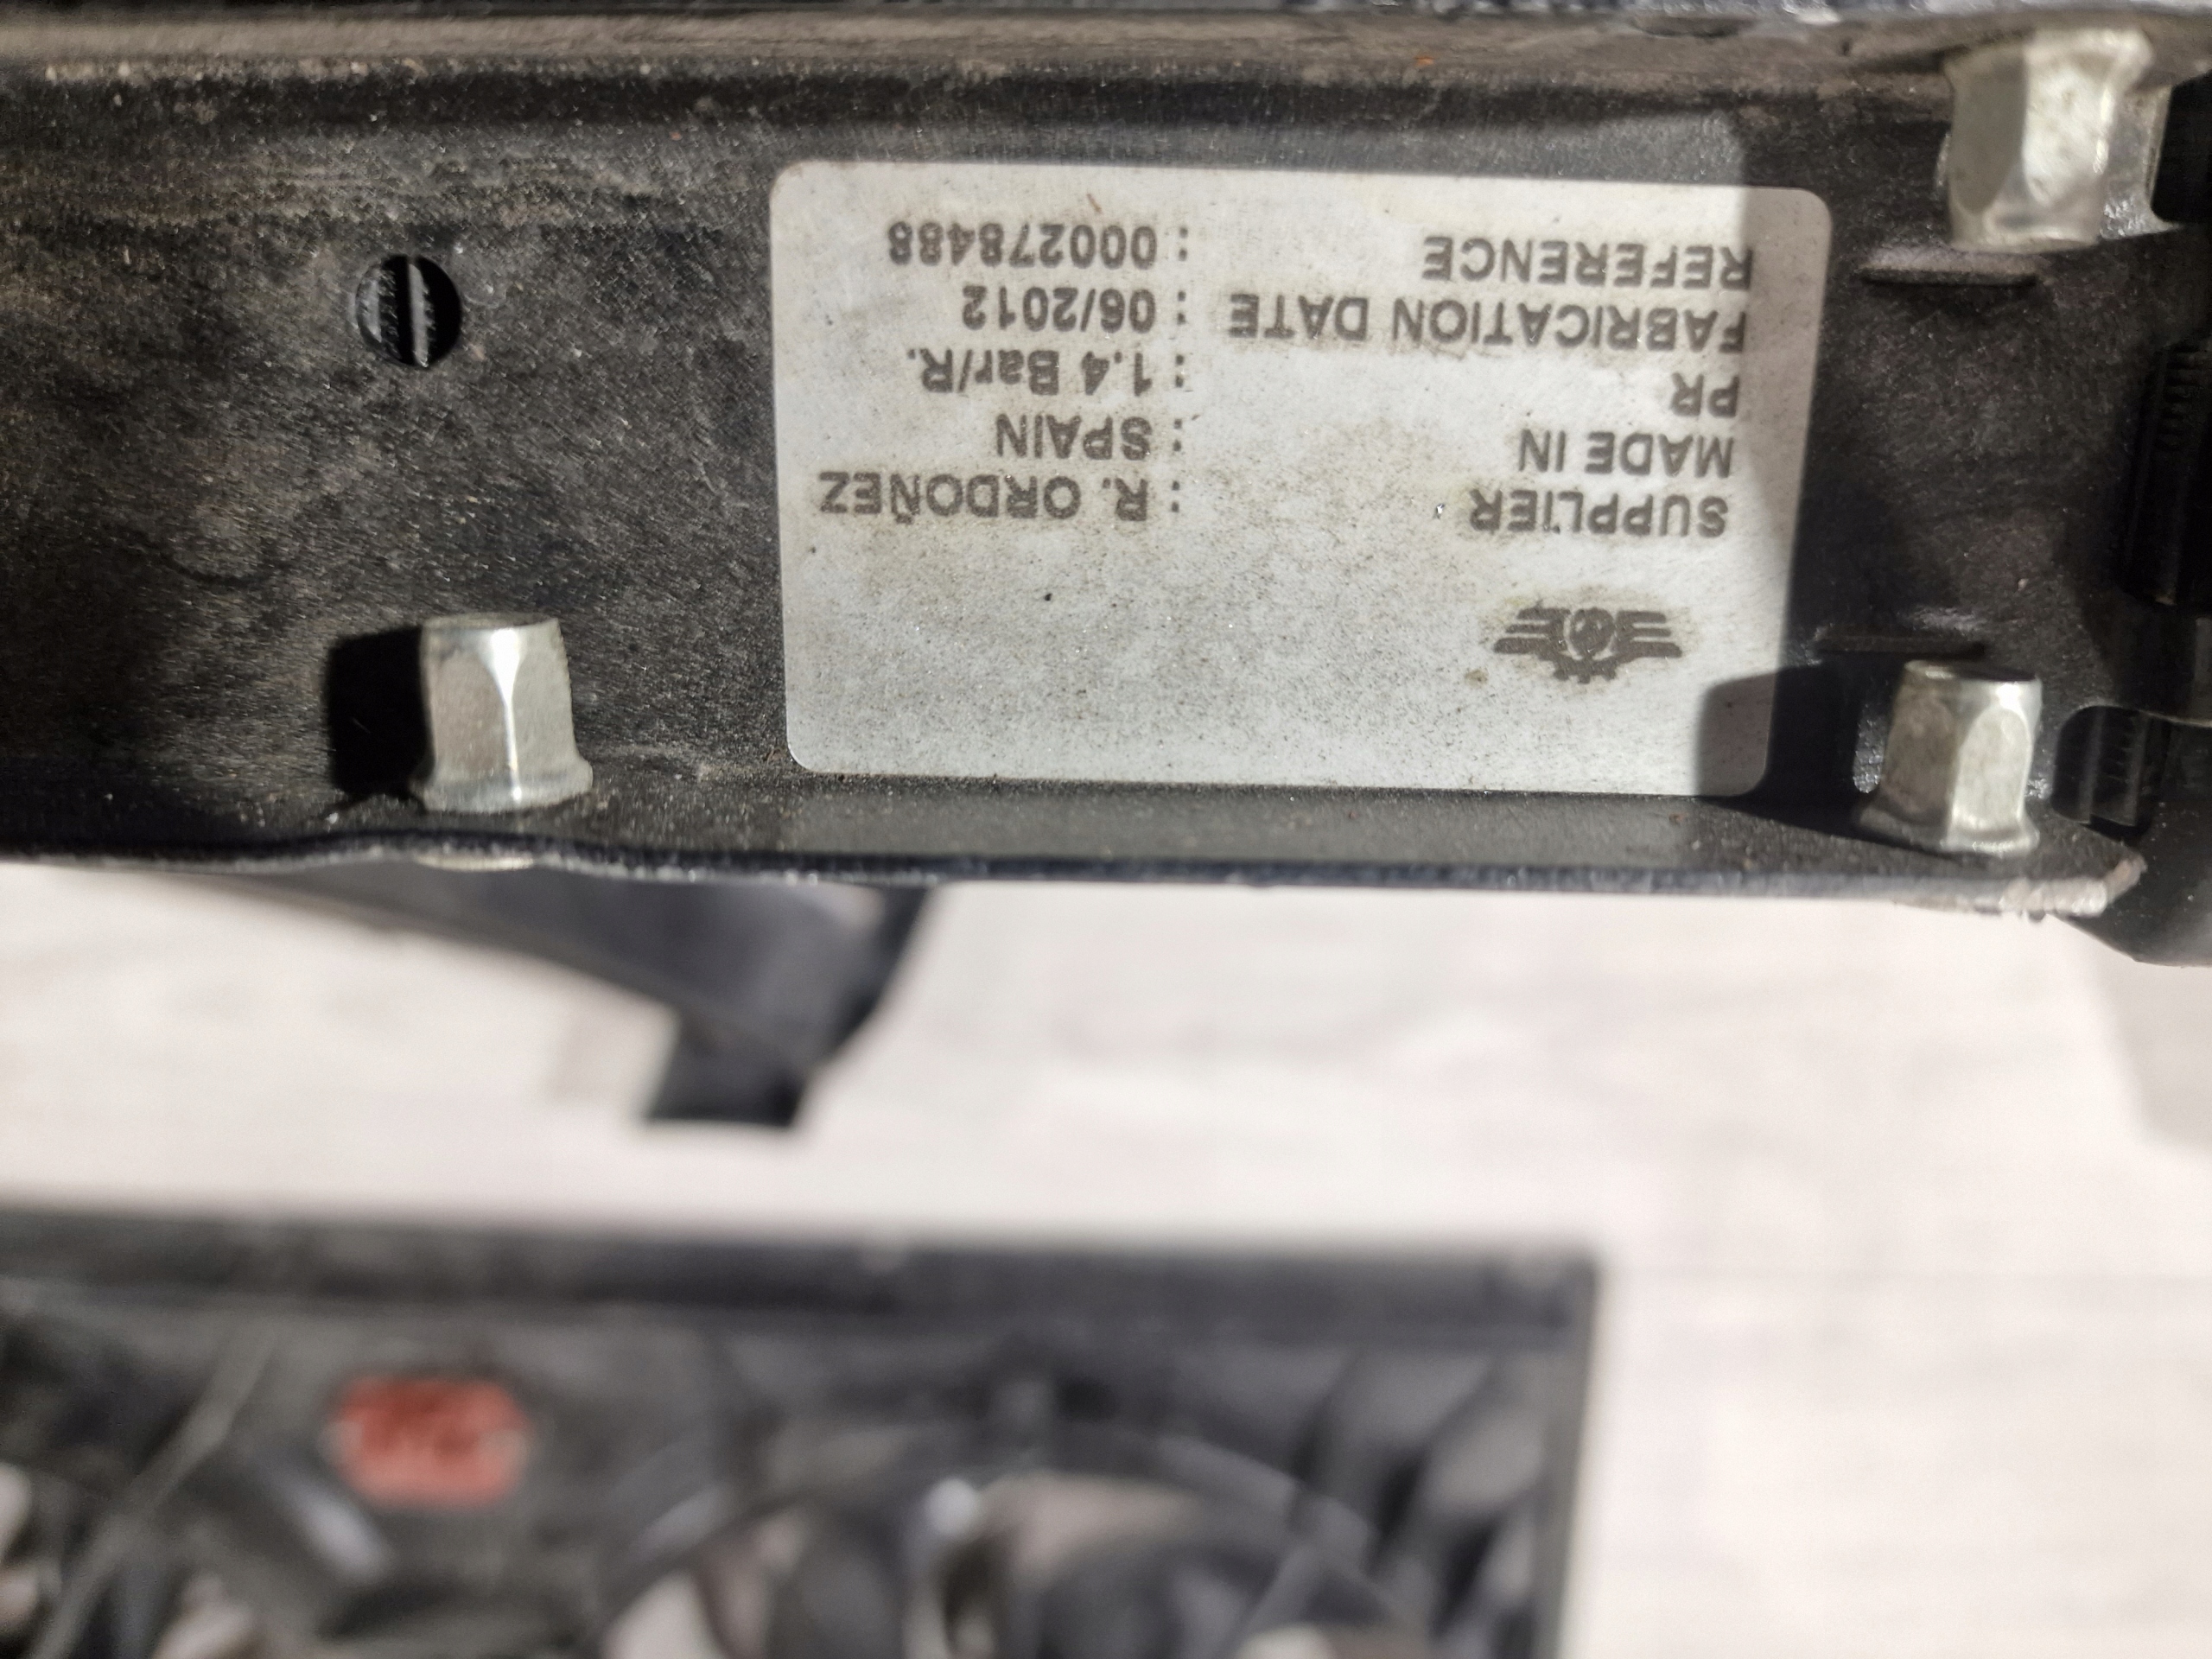 SUPPLIER : R. ORDOÑEZ
MADE IN : SPAIN
PR : 1.4 Bar/R.
FABRICATION DATE : 06/2012
REFERENCE : 000278488